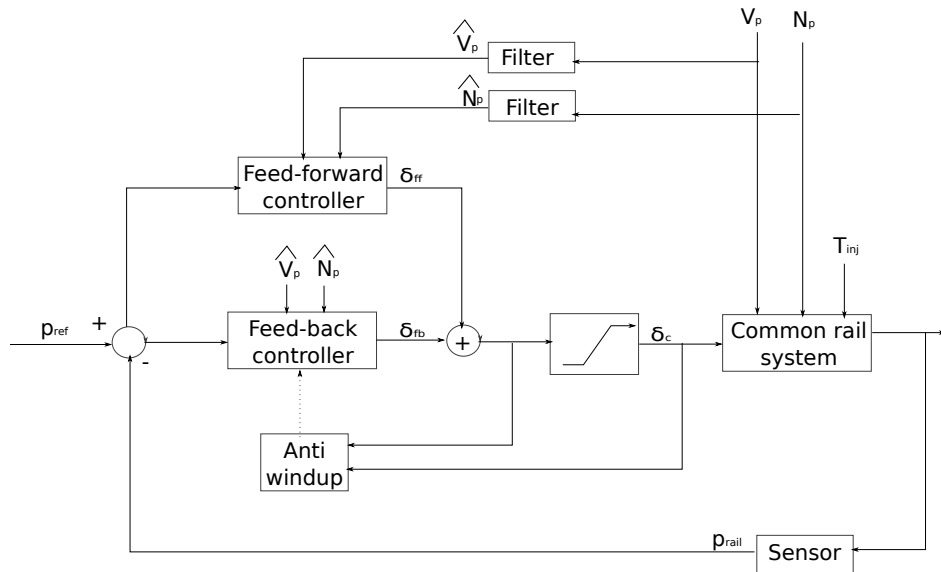 V̂p
Filter
Vp
Np
N̂p
Filter
Feed-forward
controller
δff
V̂p
N̂p
Tinj
pref
+
-
Feed-back
controller
δfb
+
δc
Common rail
system
Anti
windup
prail
Sensor